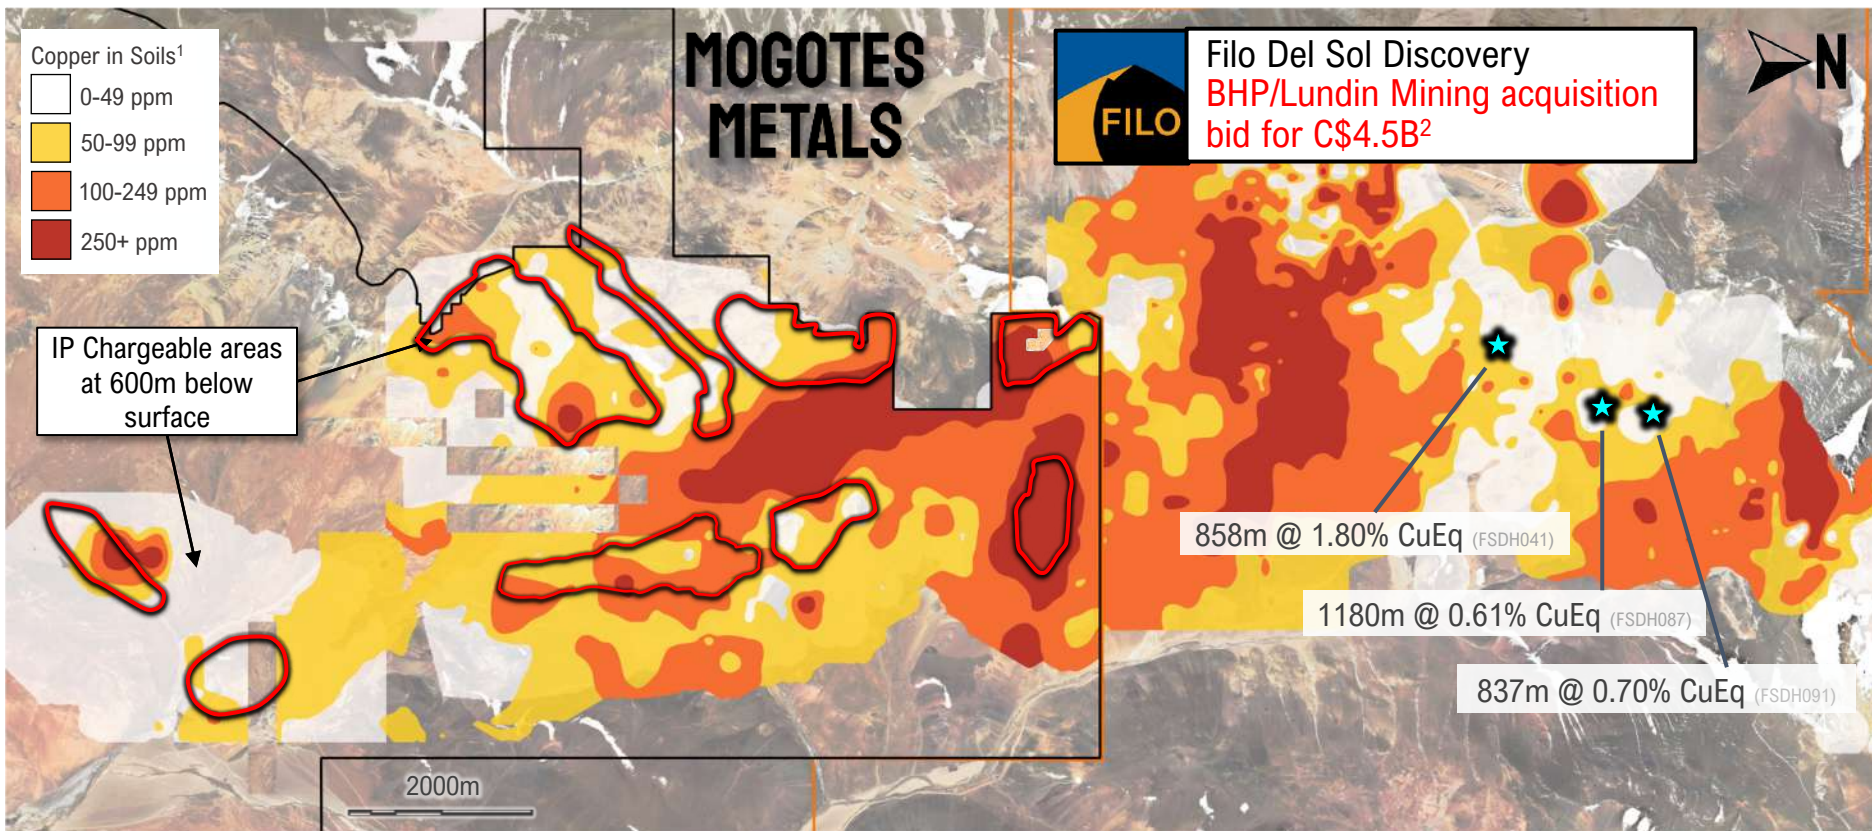 Copper in Soils¹
0-49 ppm
50-99 ppm
100-249 ppm
250+ ppm
MOGOTES
METALS
FILO
Filo Del Sol Discovery
BHP/Lundin Mining acquisition
bid for C$4.5B²
N
IP Chargeable areas
at 600m below
surface
858m @ 1.80% CuEq (FSDH041)
1180m @ 0.61% CuEq (FSDH087)
837m @ 0.70% CuEq (FSDH091)
2000m